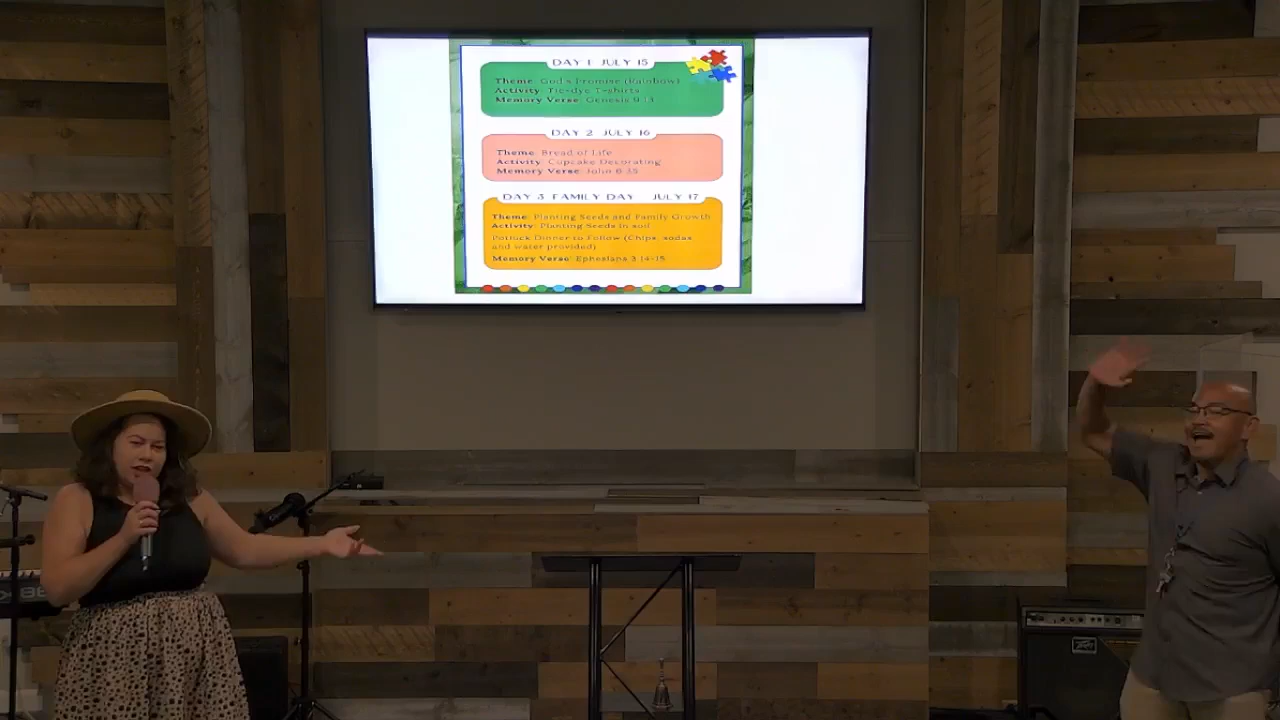 DAY 1 JULY 15
Theme: God's Promise (Rainbow)
Activity: Tie-dye T-shirts
Memory Verse: Genesis 9:13
DAY 2 JULY 16
Theme: Bread of Life
Activity: Cupcake Decorating
Memory Verse: John 6:35
DAY 3 FAMILY DAY JULY 17
Theme: Planting Seeds and Family Growth
Activity: Planting Seeds in soil
Potluck Dinner to Follow (Chips, sodas
and water provided)
Memory Verse: Ephesians 3:14-15
PEAVEY